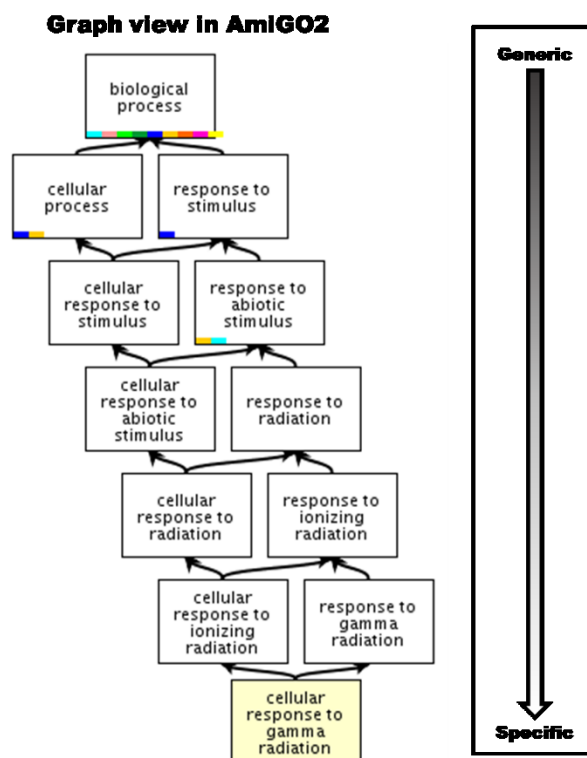 Graph view in AmIGO2
Generic
biological
process
cellular
process
response to
stimulus
cellular
response to
stimulus
response to
abiotic
stimulus
cellular
response to
abiotic
stimulus
response to
radiation
cellular
response to
radiation
response to
ionizing
radiation
cellular
response to
ionizing
radiation
response to
gamma
radiation
cellular
response to
gamma
radiation
Specific